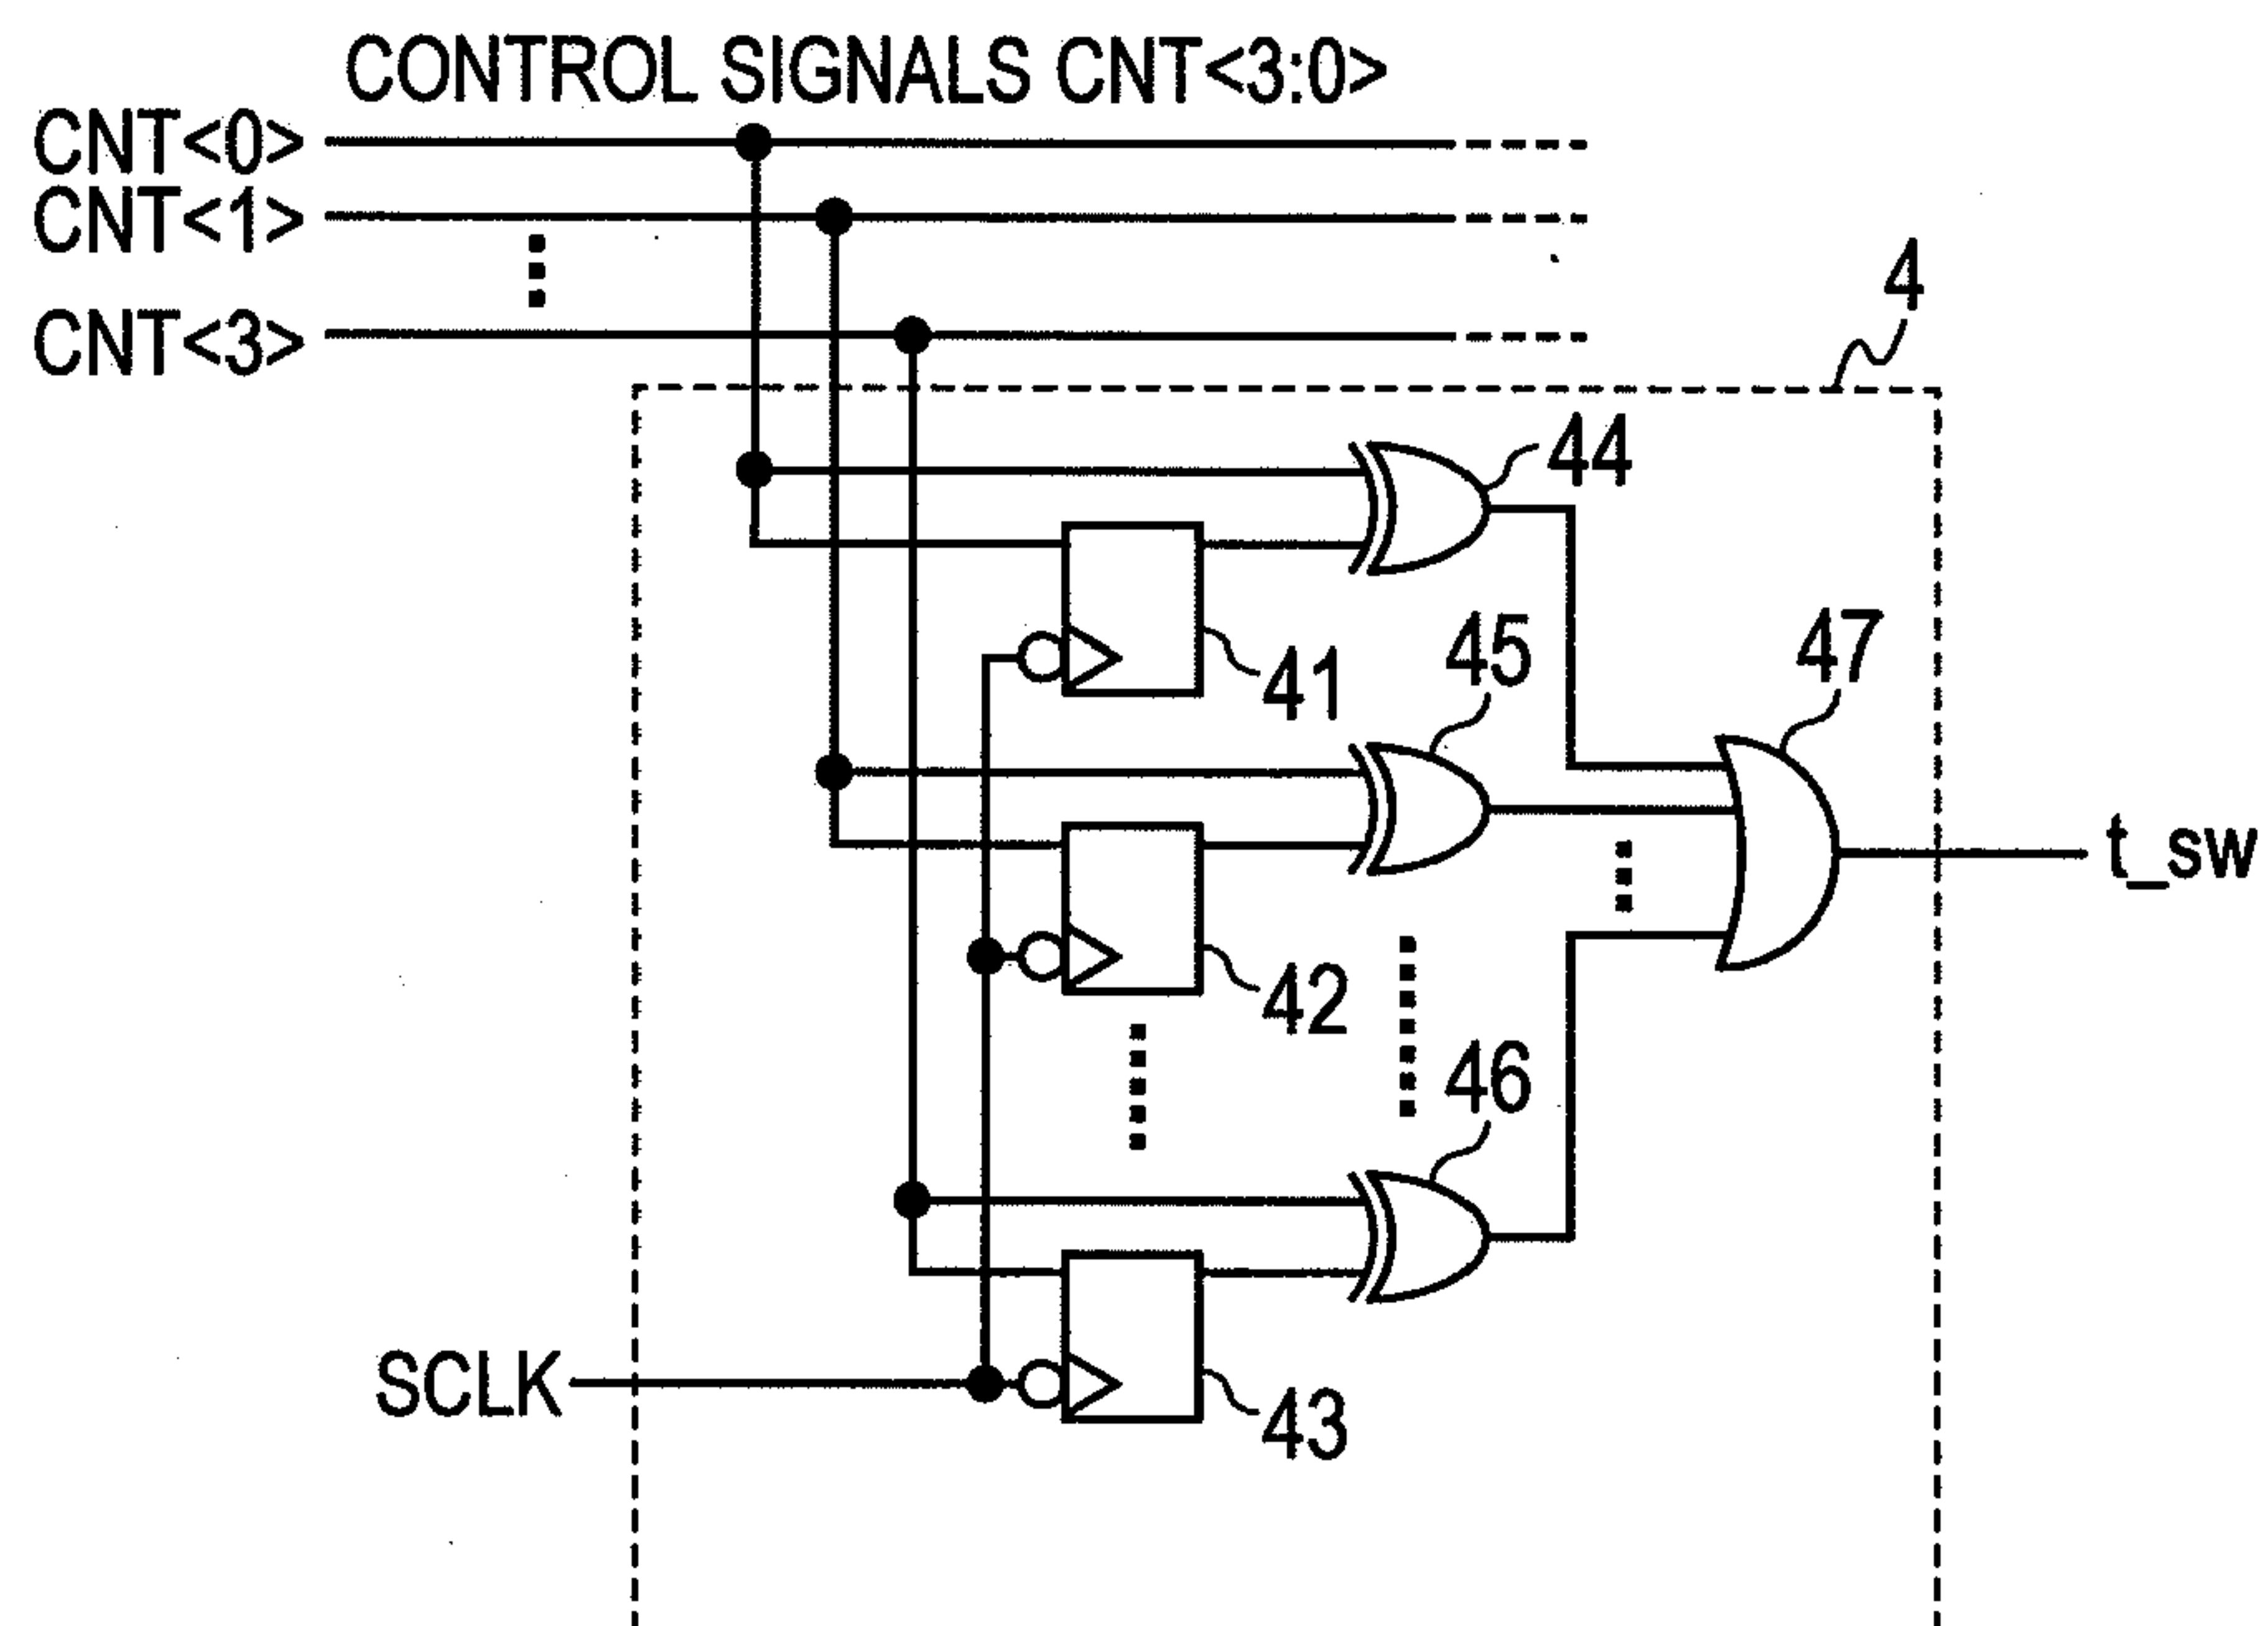 CONTROL SIGNALS CNT<3:0>
CNT<0>
CNT<1>
CNT<3>
4
44
41
45
47
t_sw
42
46
SCLK
43